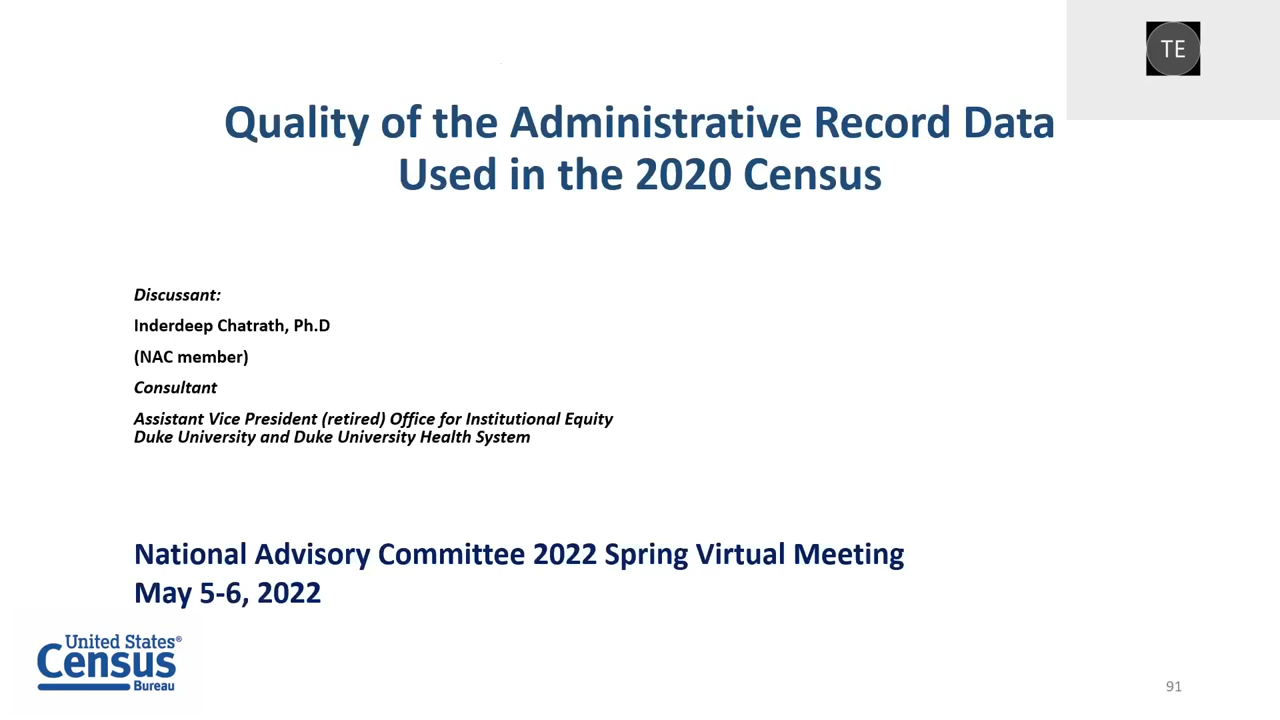 TE
Quality of the Administrative Record Data
Used in the 2020 Census
Discussant:
Inderdeep Chatrath, Ph.D
(NAC member)
Consultant
Assistant Vice President (retired) Office for Institutional Equity
Duke University and Duke University Health System
National Advisory Committee 2022 Spring Virtual Meeting
May 5-6, 2022
United States®
Census
Bureau
91